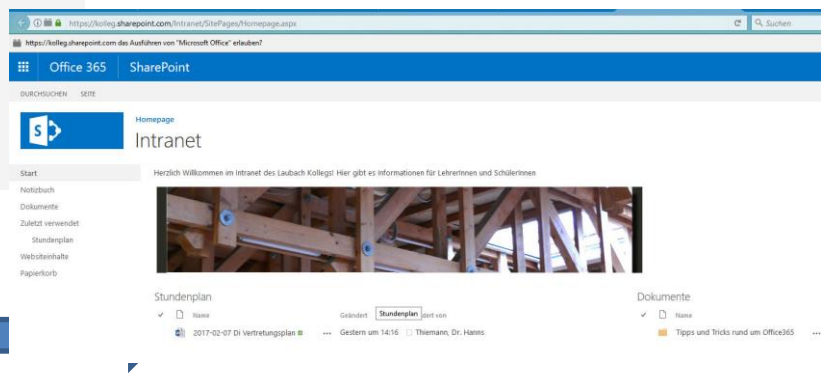 https://kolleg.sharepoint.com/Intranet/SitePages/Homepage.aspx
Suchen
https://kolleg.sharepoint.com das Ausführen von "Microsoft Office" erlauben?
Office 365 SharePoint
DURCHSUCHEN SEITE
S
Homepage
Intranet
Start
Notizbuch
Dokumente
Zuletzt verwendet
Stundenplan
Websiteinhalte
Papierkorb
Herzlich Willkommen im Intranet des Laubach Kollegs! Hier gibt es Informationen für LehrerInnen und SchülerInnen
Stundenplan
Name Geändert Stundenplan dert von
2017-02-07 Di Vertretungsplan ... Gestern um 14:16 Thiemann, Dr. Hanns
Dokumente
Name
Tipps und Tricks rund um Office365 ...